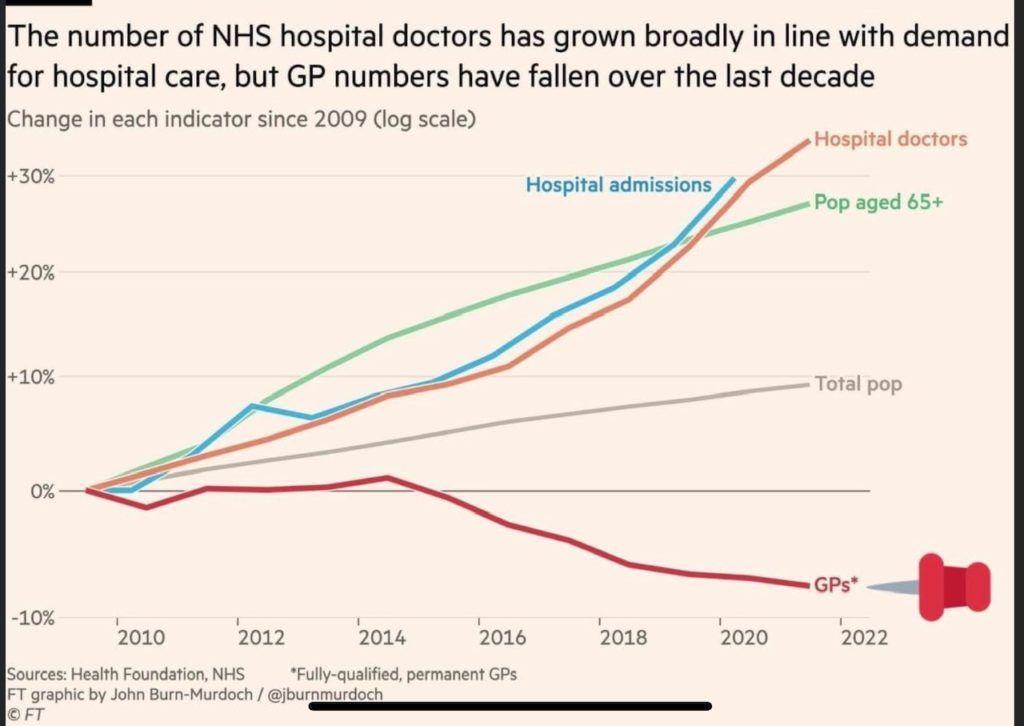 The number of NHS hospital doctors has grown broadly in line with demand
for hospital care, but GP numbers have fallen over the last decade
Change in each indicator since 2009 (log scale)
Hospital doctors
+30%
Hospital admissions
Pop aged 65+
+20%
+10%
Total pop
0%
GPs*
-10%
2010 2012 2014 2016 2018 2020 2022
Sources: Health Foundation, NHS *Fully-qualified, permanent GPs
FT graphic by John Burn-Murdoch / @jburnmurdoch
© FT